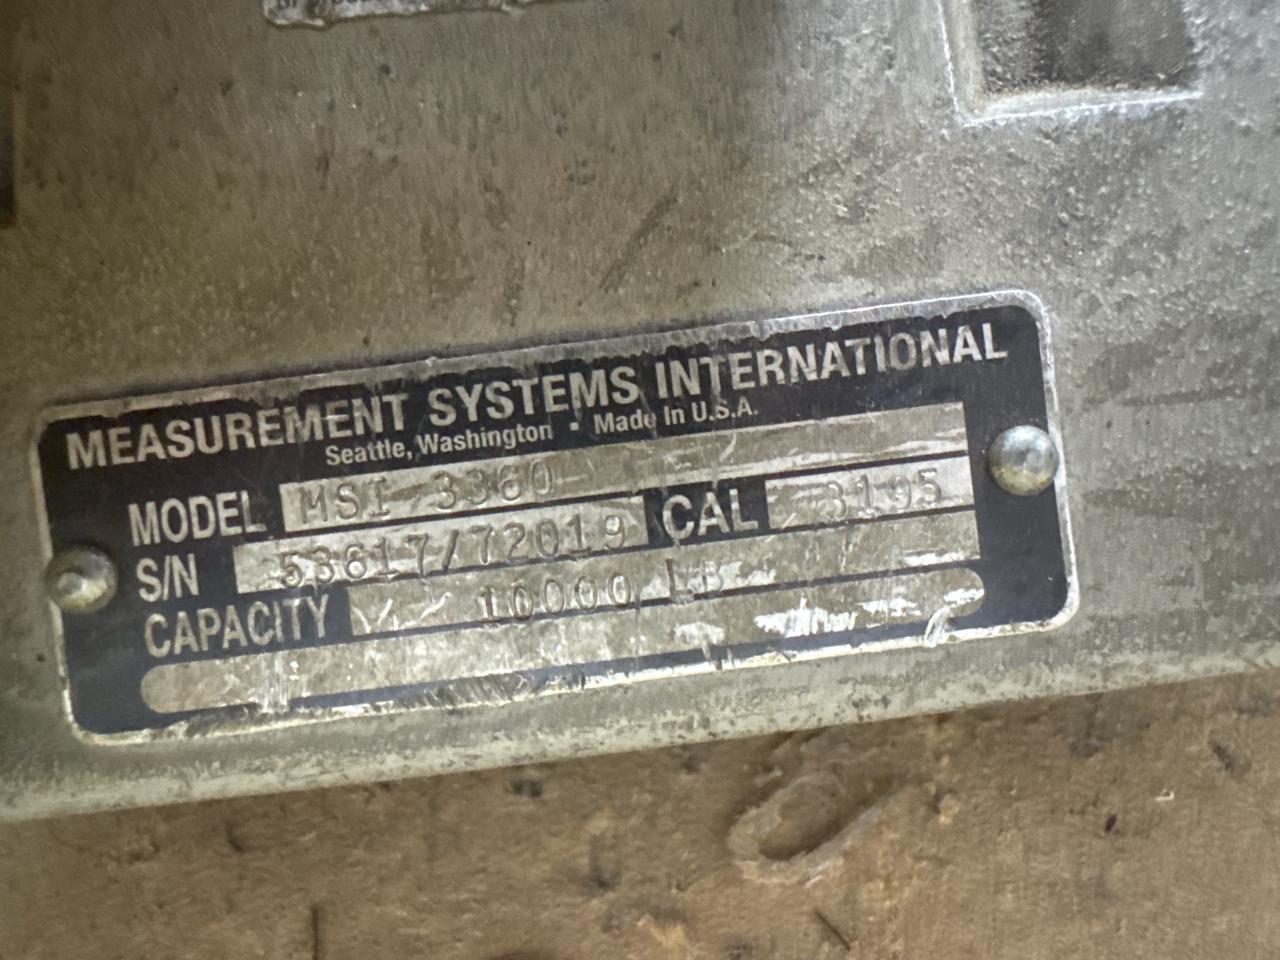 MEASUREMENT SYSTEMS INTERNATIONAL
Seattle, Washington • Made In U.S.A.
MODEL MSI 3360
S/N 53617/72019 CAL 3195
CAPACITY 10000 LB